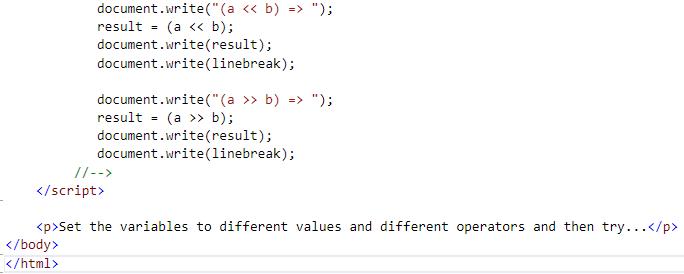 document.write("(a << b) => ");
result = (a << b);
document.write(result);
document.write(linebreak);
document.write("(a >> b) => ");
result = (a >> b);
document.write(result);
document.write(linebreak);
//-->
</script>
<p>Set the variables to different values and different operators and then try...</p>
</body>
</html>